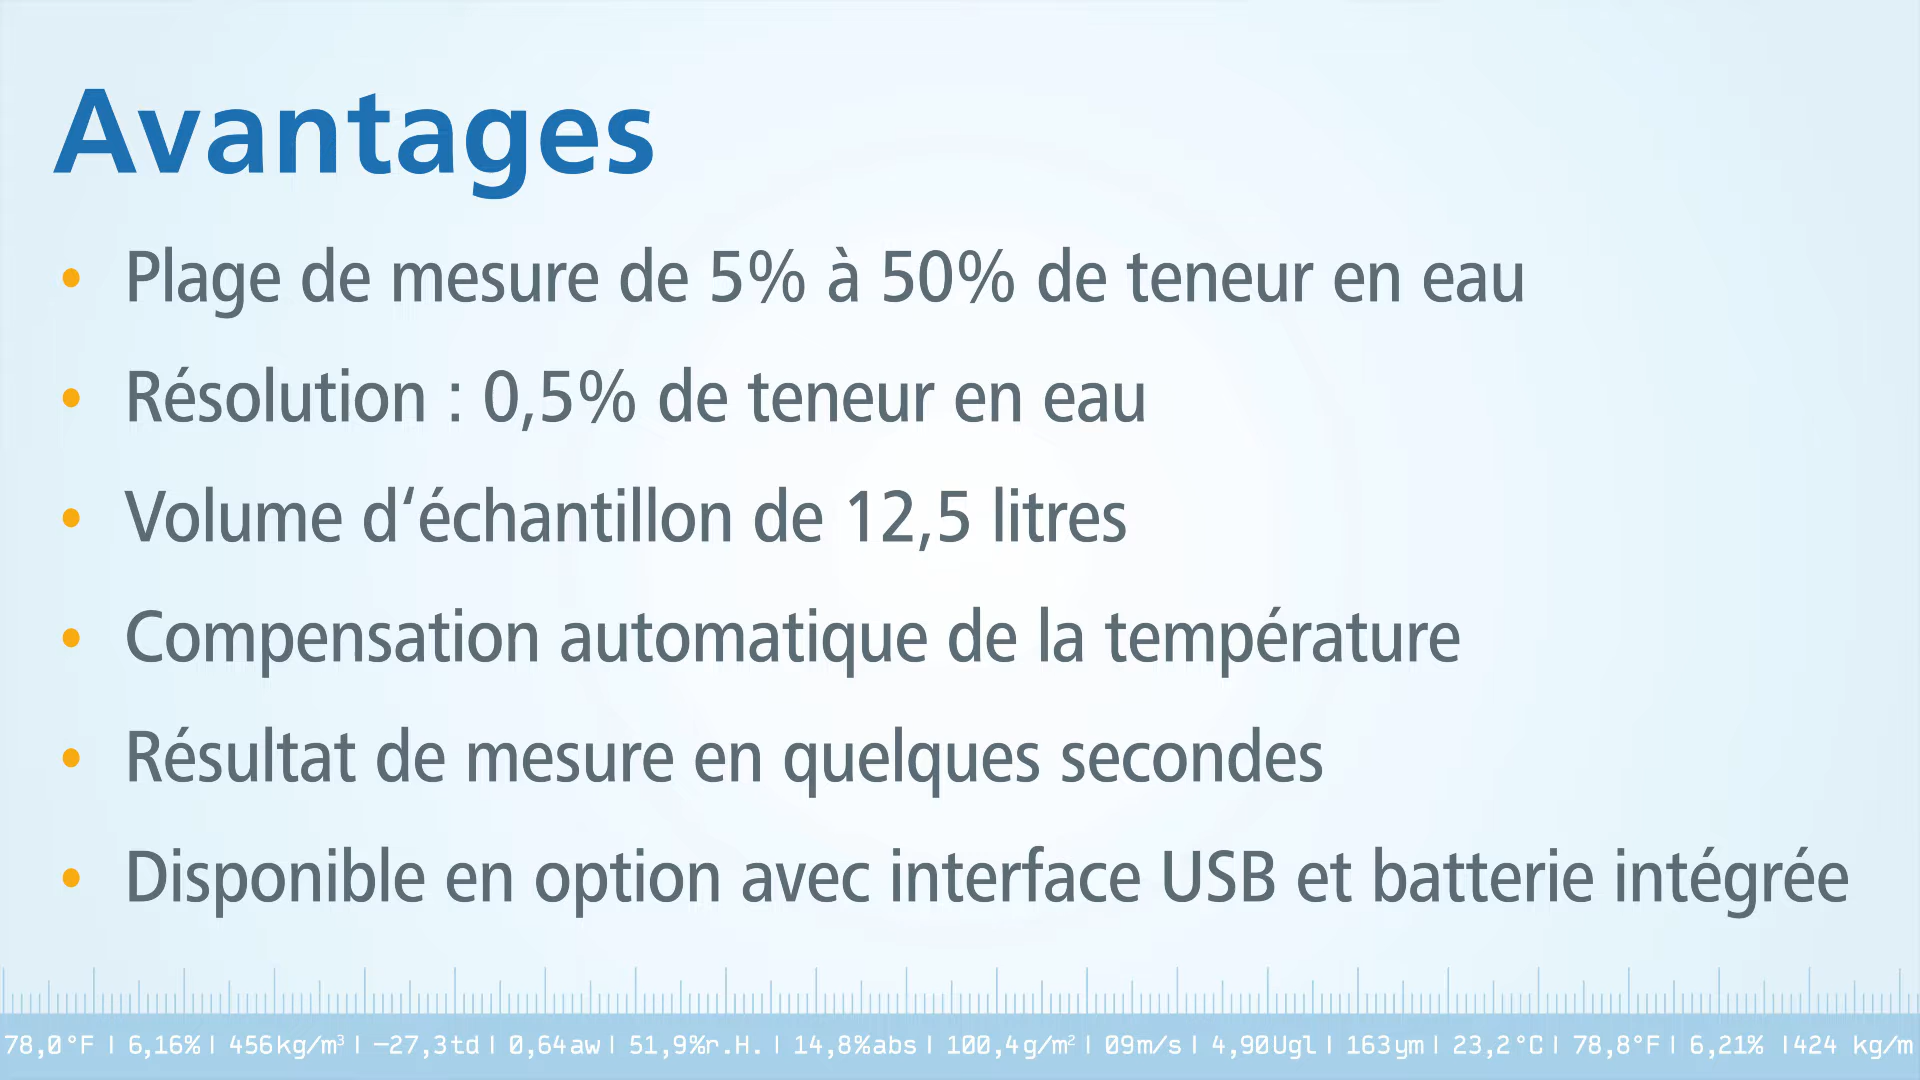 Avantages
• Plage de mesure de 5% à 50% de teneur en eau
• Résolution : 0,5% de teneur en eau
• Volume d‘échantillon de 12,5 litres
• Compensation automatique de la température
• Résultat de mesure en quelques secondes
• Disponible en option avec interface USB et batterie intégrée
78,0°F | 6,16% | 456kg/m³ | −27,3td | 0,64aw | 51,9%r.H. | 14,8%abs | 100,4g/m² | 09m/s | 4,90Ugl | 163ym | 23,2°C | 78,8°F | 6,21% | 424 kg/m